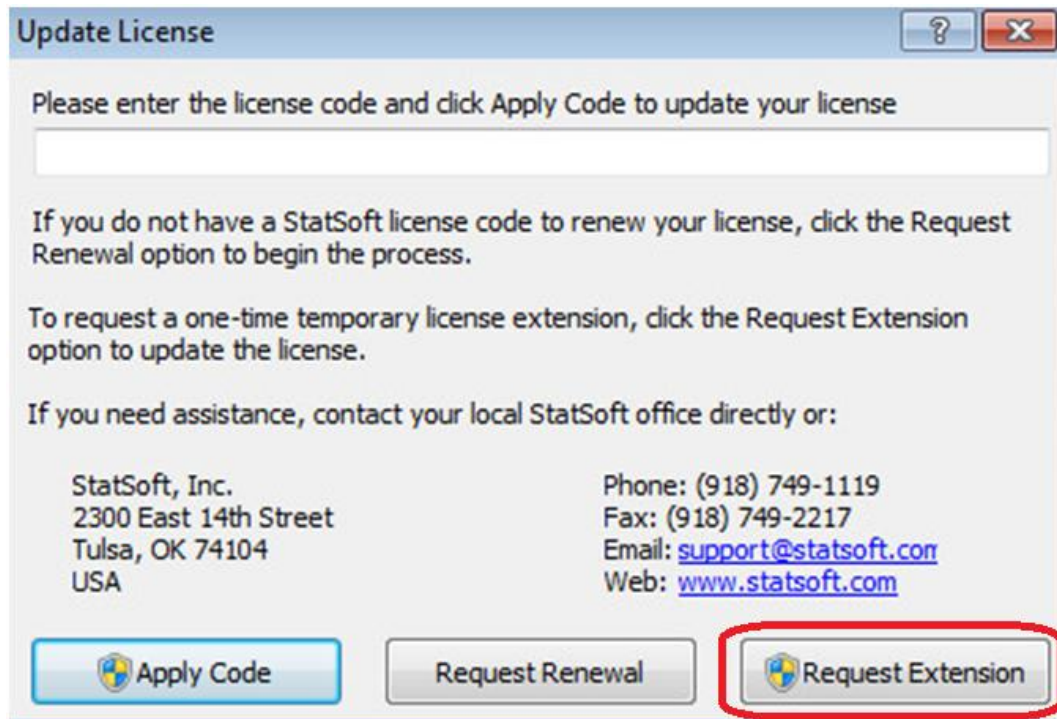 Update License
Please enter the license code and click Apply Code to update your license
If you do not have a StatSoft license code to renew your license, click the Request
Renewal option to begin the process.
To request a one-time temporary license extension, click the Request Extension
option to update the license.
If you need assistance, contact your local StatSoft office directly or:
StatSoft, Inc.
2300 East 14th Street
Tulsa, OK 74104
USA
Phone: (918) 749-1119
Fax: (918) 749-2217
Email: support@statsoft.com
Web: www.statsoft.com
Apply Code
Request Renewal
Request Extension